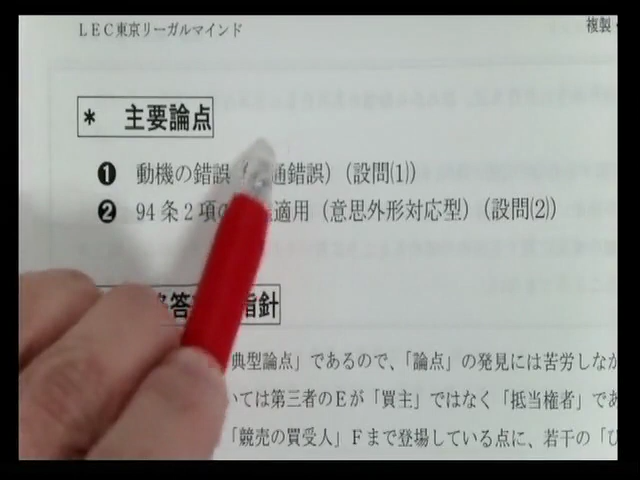 LEC東京リーガルマインド
複製・
* 主要論点
❶ 動機の錯誤(通錯誤)(設問⑴)
❷ 94条2項の適用(意思外形対応型)(設問⑵)
答 指針
典型論点」であるので、「論点」の発見には苦労しな
いては第三者のEが「買主」ではなく「抵当権者」であ
「競売の買受人」Fまで登場している点に、若干の「ひ